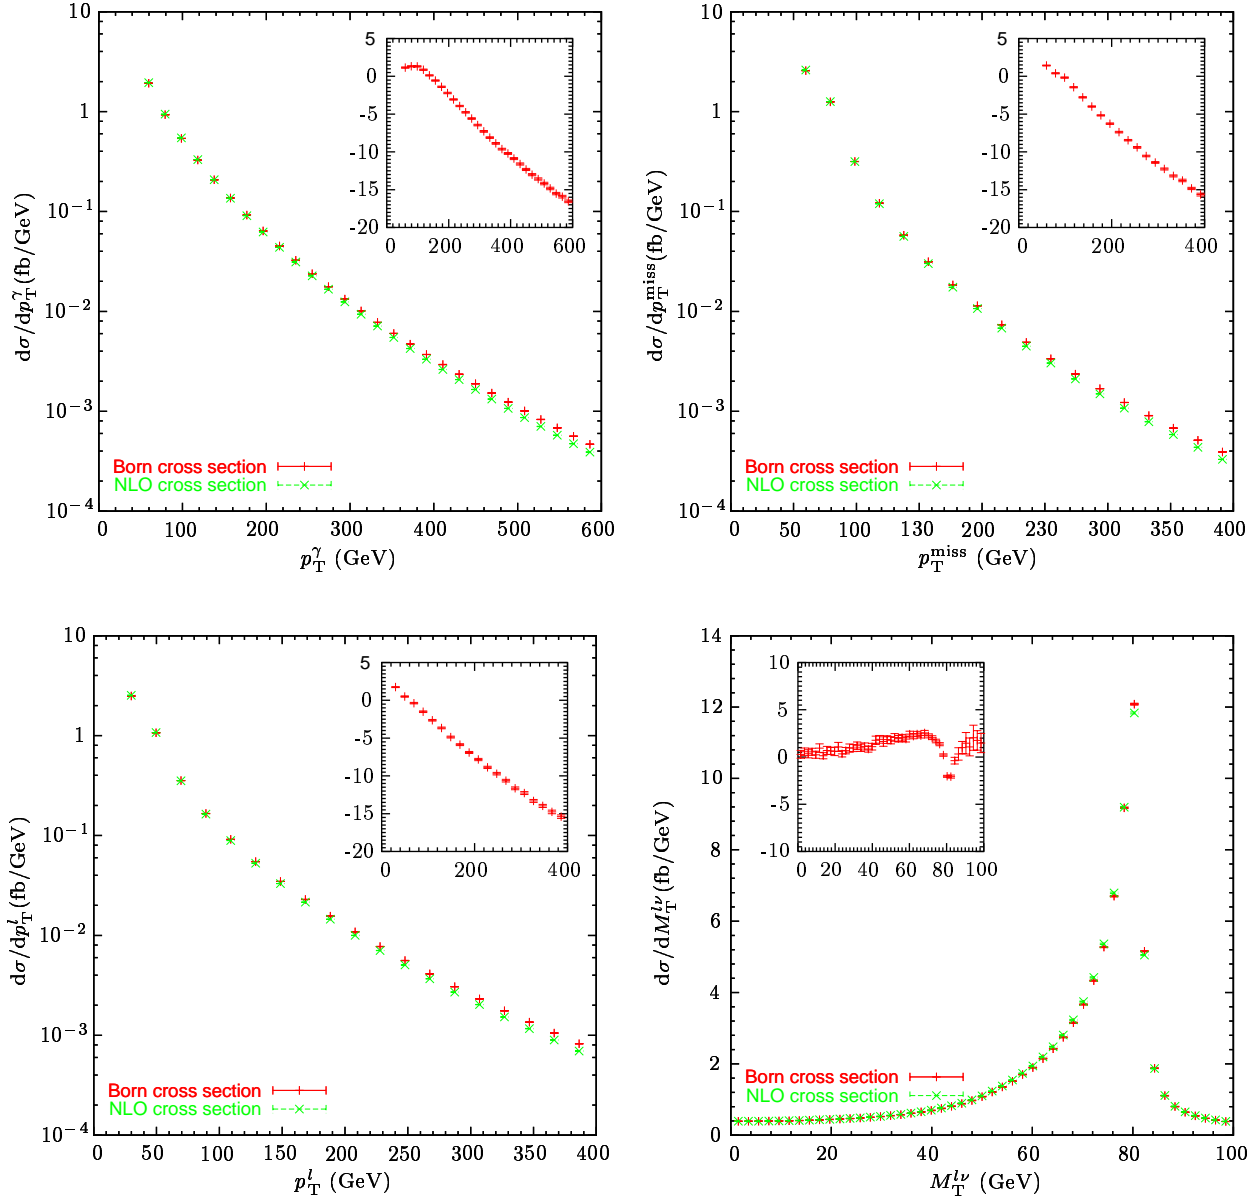 10
1
10−1
10−2
10−3
10−4
dσ/dp_T^γ(fb/GeV)
5
0
-5
-10
-15
-20
0 200 400 600
Born cross section
NLO cross section
0 100 200 300 400 500 600
p_T^γ (GeV)
10
1
10−1
10−2
10−3
10−4
dσ/dp_T^miss(fb/GeV)
5
0
-5
-10
-15
-20
0 200 400
Born cross section
NLO cross section
0 50 100 130 200 230 300 350 400
p_T^miss (GeV)
10
1
10−1
10−2
10−3
10−4
dσ/dp_T^l(fb/GeV)
5
0
-5
-10
-15
-20
0 200 400
Born cross section
NLO cross section
0 50 100 150 200 250 300 350 400
p_T^l (GeV)
14
12
10
8
6
4
2
0
dσ/dM_T^lν(fb/GeV)
10
5
0
-5
-10
0 20 40 60 80 100
Born cross section
NLO cross section
0 20 40 60 80 100
M_T^lν (GeV)